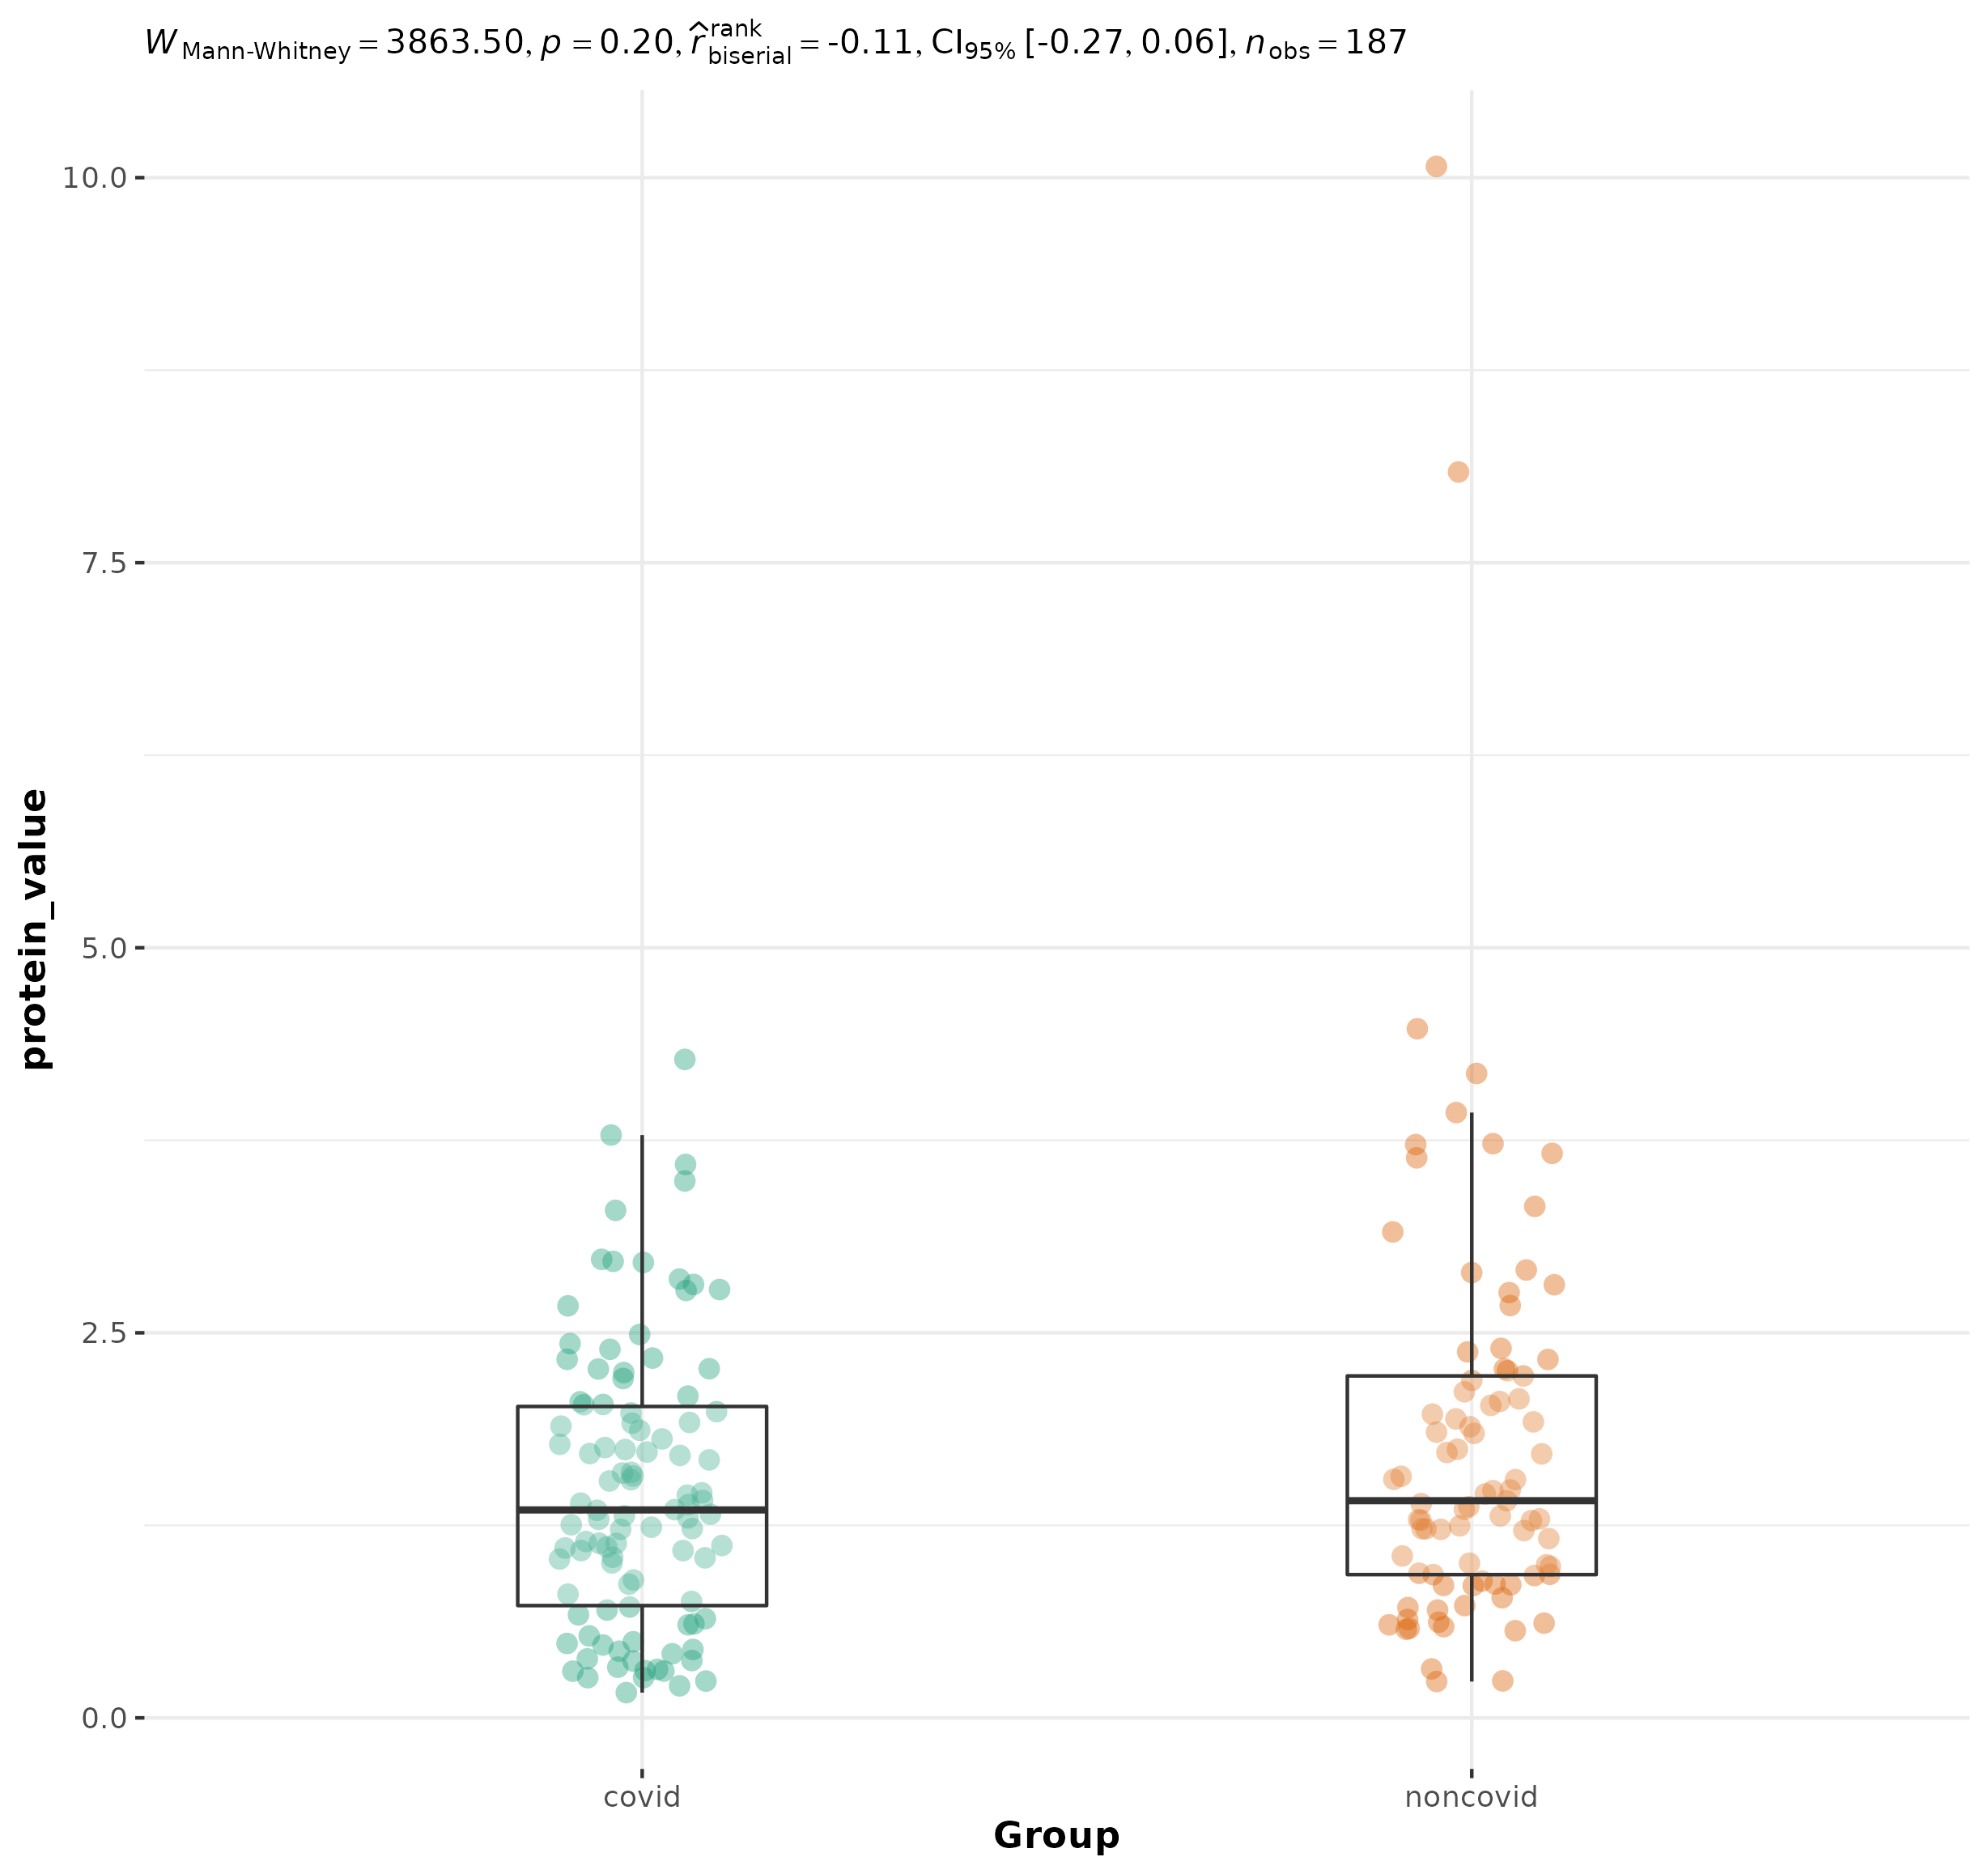 W Mann-Whitney = 3863.50, p = 0.20, r̂ rank biserial = -0.11, CI95% [-0.27, 0.06], n obs = 187
10.0
7.5
5.0
2.5
0.0
protein_value
covid noncovid
Group